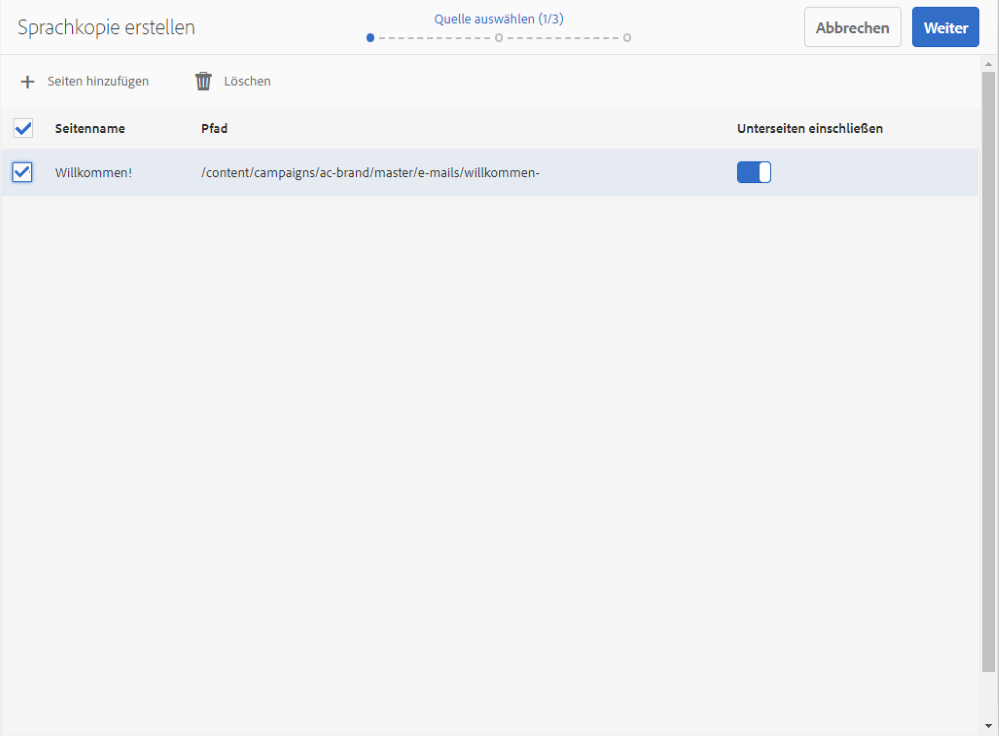 Sprachkopie erstellen
Quelle auswählen (1/3)
Abbrechen
Weiter
Seiten hinzufügen
Löschen
Seitenname Pfad Unterseiten einschließen
Willkommen! /content/campaigns/ac-brand/master/e-mails/willkommen-